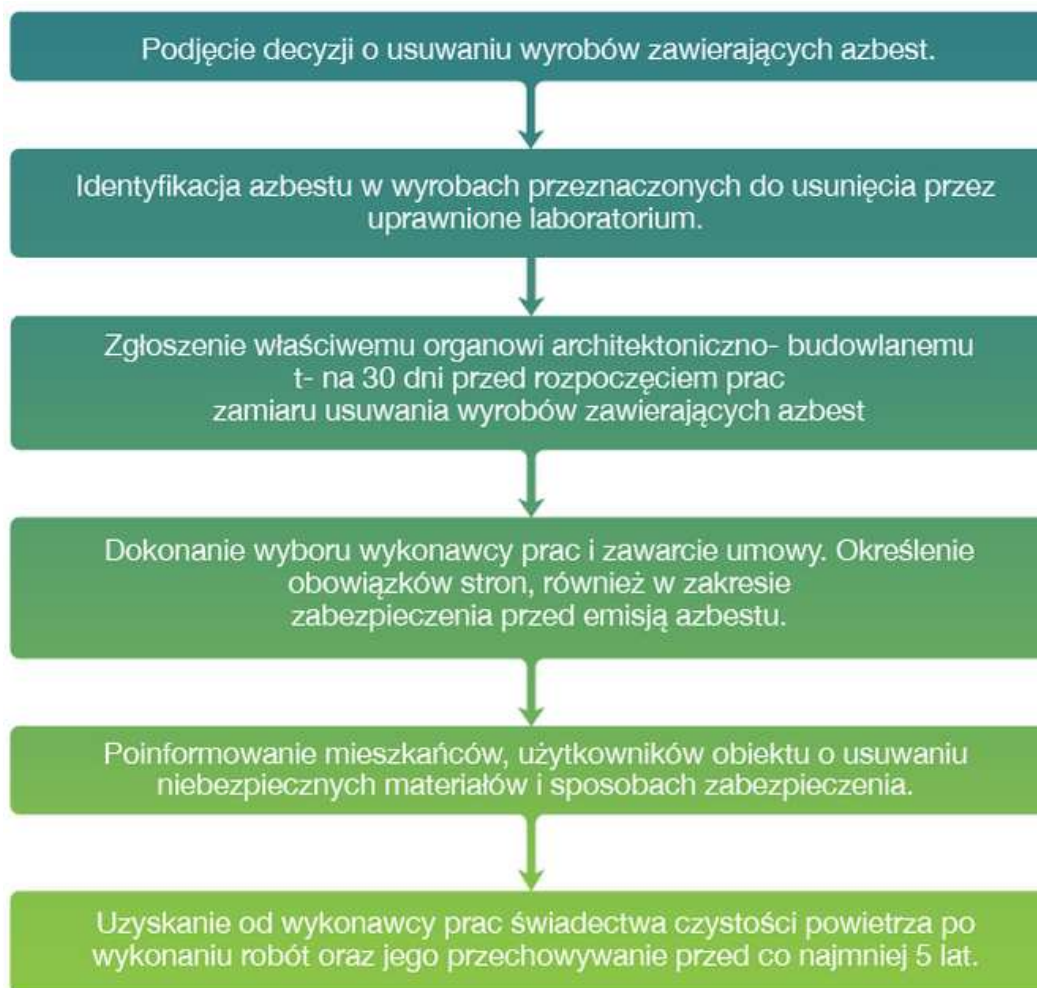 Podjęcie decyzji o usuwaniu wyrobów zawierających azbest.
Identyfikacja azbestu w wyrobach przeznaczonych do usunięcia przez
uprawnione laboratorium.
Zgłoszenie właściwemu organowi architektoniczno- budowlanemu
t- na 30 dni przed rozpoczęciem prac
zamiaru usuwania wyrobów zawierających azbest
Dokonanie wyboru wykonawcy prac i zawarcie umowy. Określenie
obowiązków stron, również w zakresie
zabezpieczenia przed emisją azbestu.
Poinformowanie mieszkańców, użytkowników obiektu o usuwaniu
niebezpiecznych materiałów i sposobach zabezpieczenia.
Uzyskanie od wykonawcy prac świadectwa czystości powietrza po
wykonaniu robót oraz jego przechowywanie przed co najmniej 5 lat.